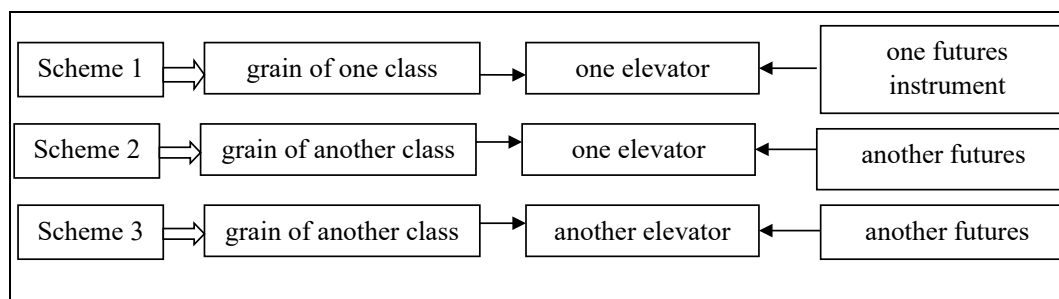 Scheme 1
grain of one class
one elevator
one futures
instrument
Scheme 2
grain of another class
one elevator
another futures
Scheme 3
grain of another class
another elevator
another futures